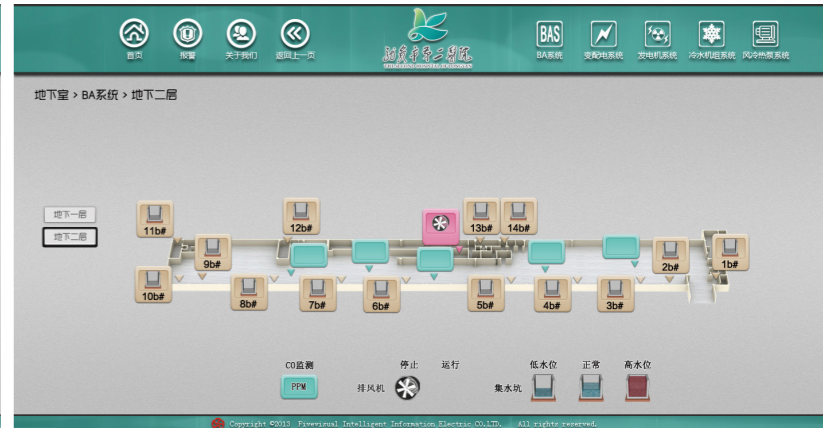 首页 报警 关于我们 返回上一页 BAS BA系统 变配电系统 发电机系统 冷水机组系统 风冷热泵系统
地下室 > BA系统 > 地下二层
地下一层
地下二层
11b# 12b# 13b# 14b#
9b# 2b# 1b#
10b# 8b# 7b# 6b# 5b# 4b# 3b#
CO监测 停止 运行 低水位 正常 高水位
PPM 排风机 集水坑
Copyright ©2013 Fivevisual Intelligent Information Electric CO.LTD. All rights reserved.